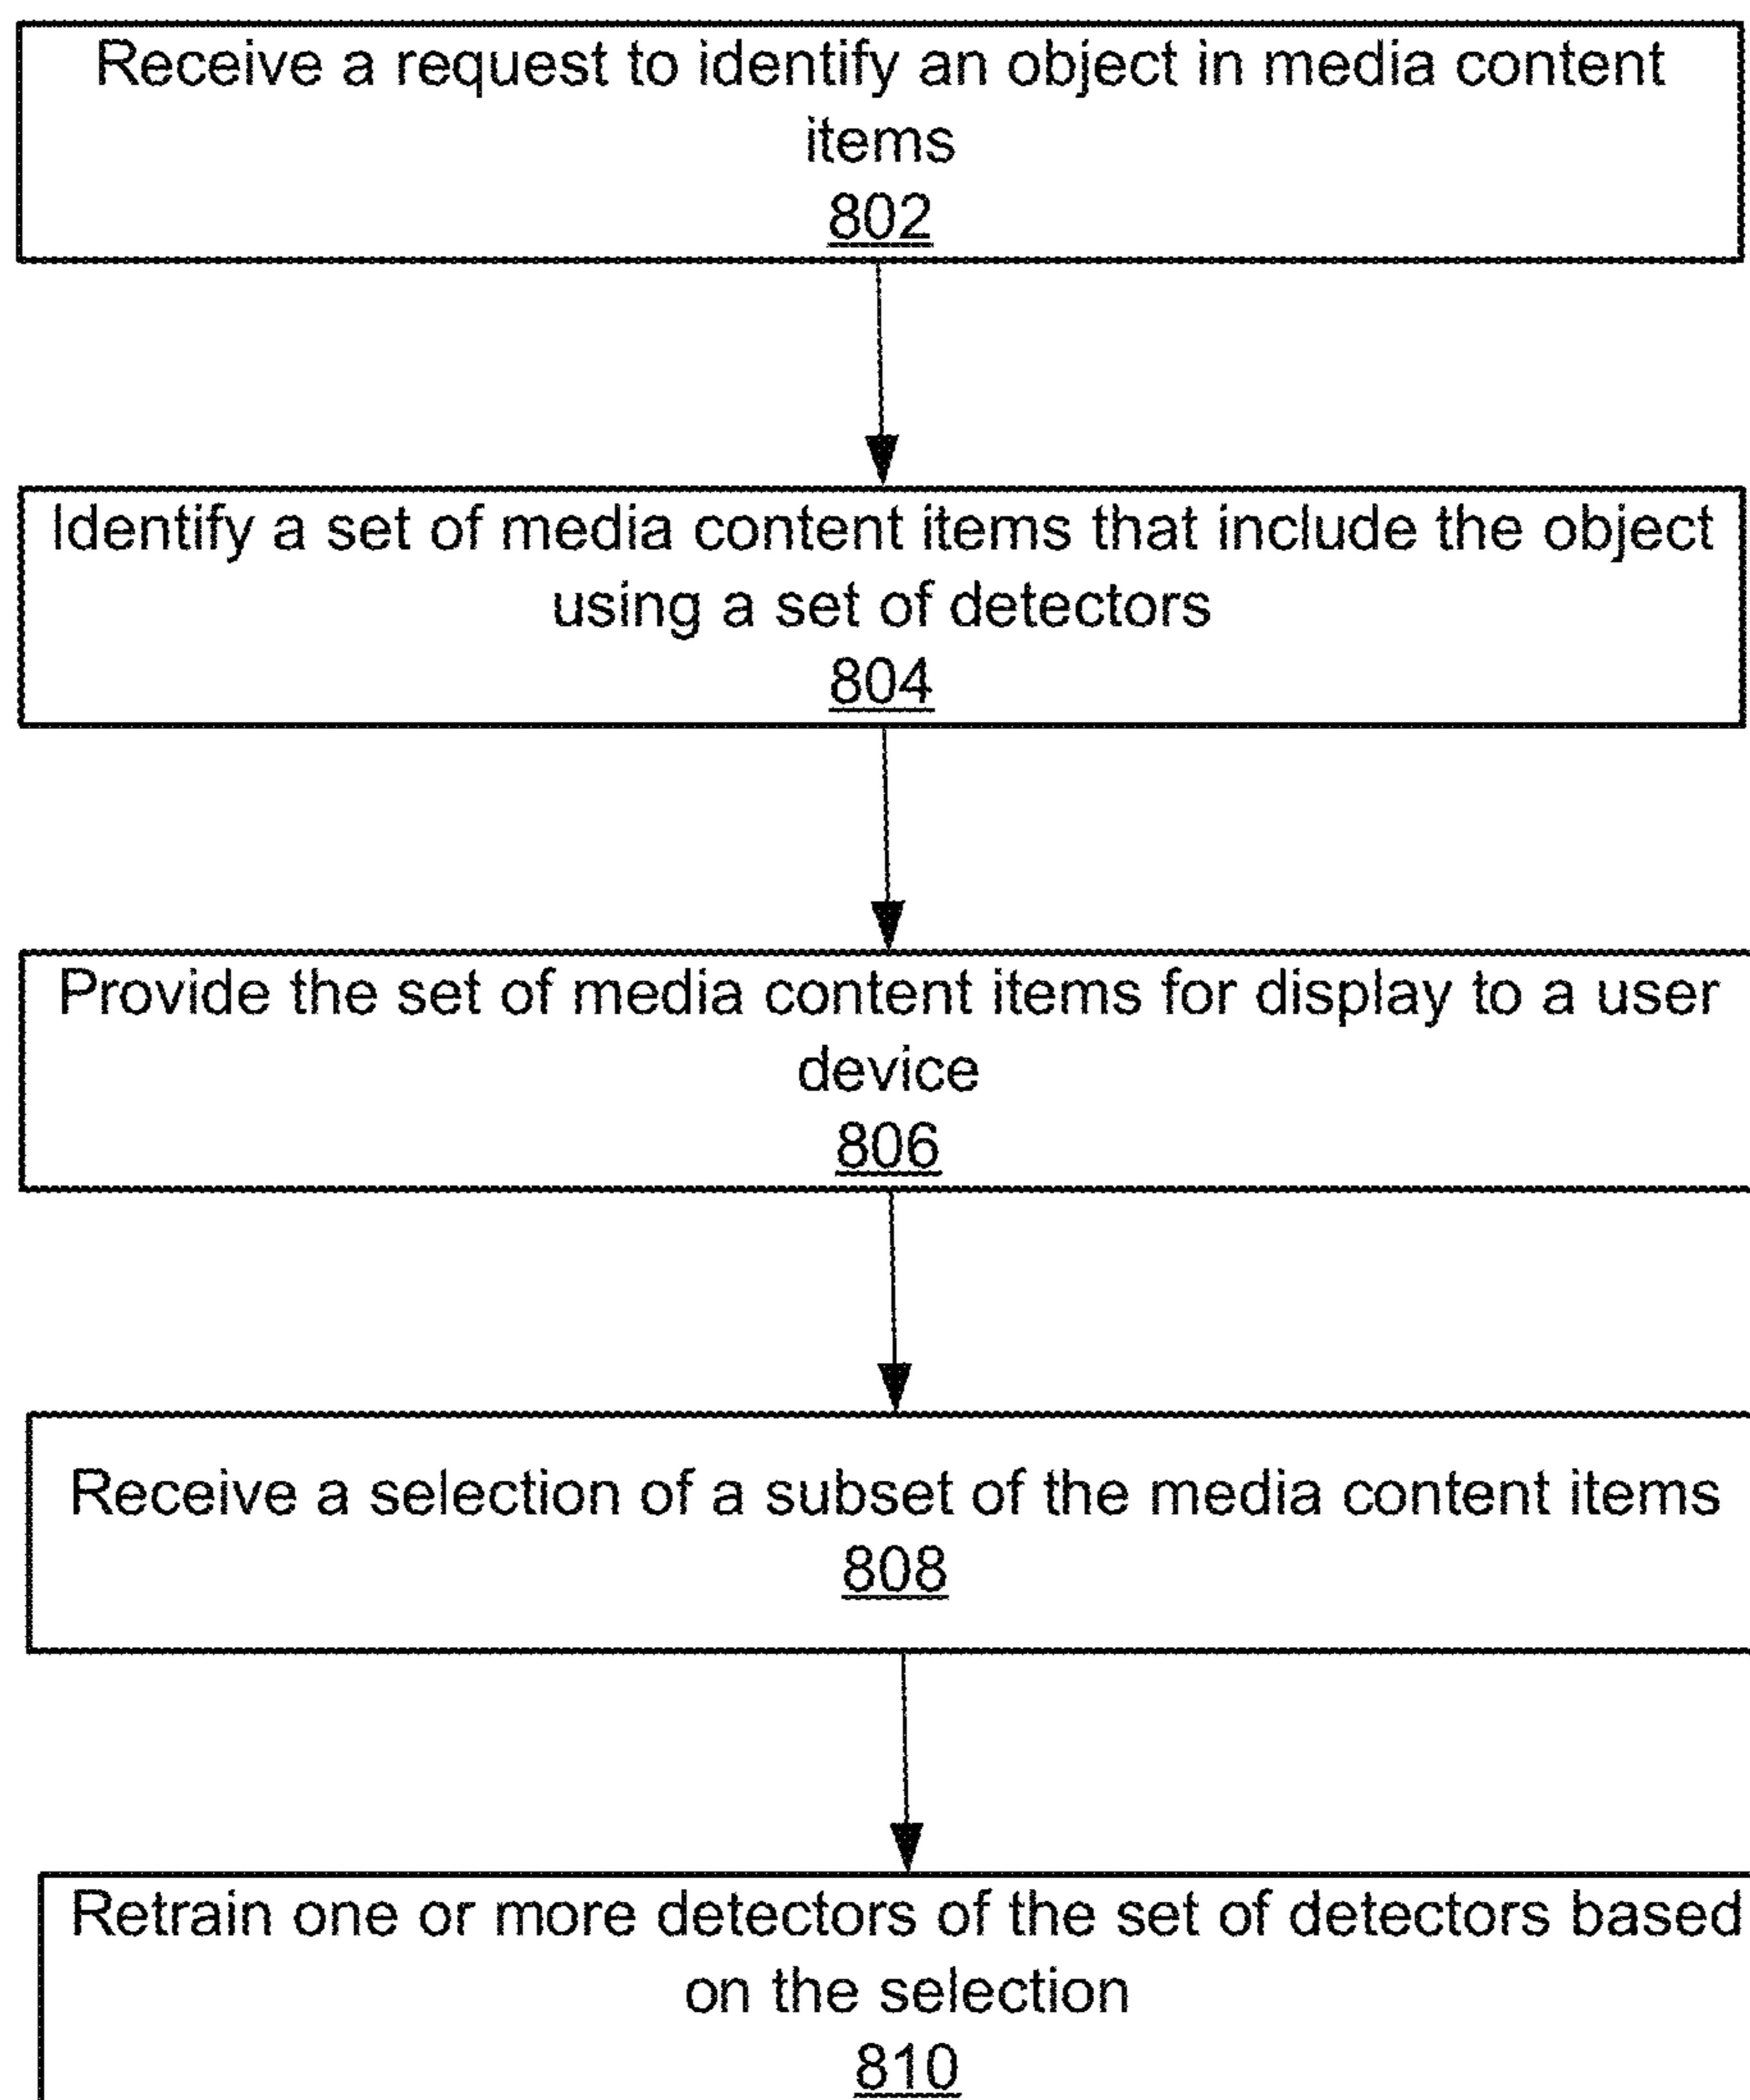 Receive a request to identify an object in media content
items
802
Identify a set of media content items that include the object
using a set of detectors
804
Provide the set of media content items for display to a user
device
806
Receive a selection of a subset of the media content items
808
Retrain one or more detectors of the set of detectors based
on the selection
810